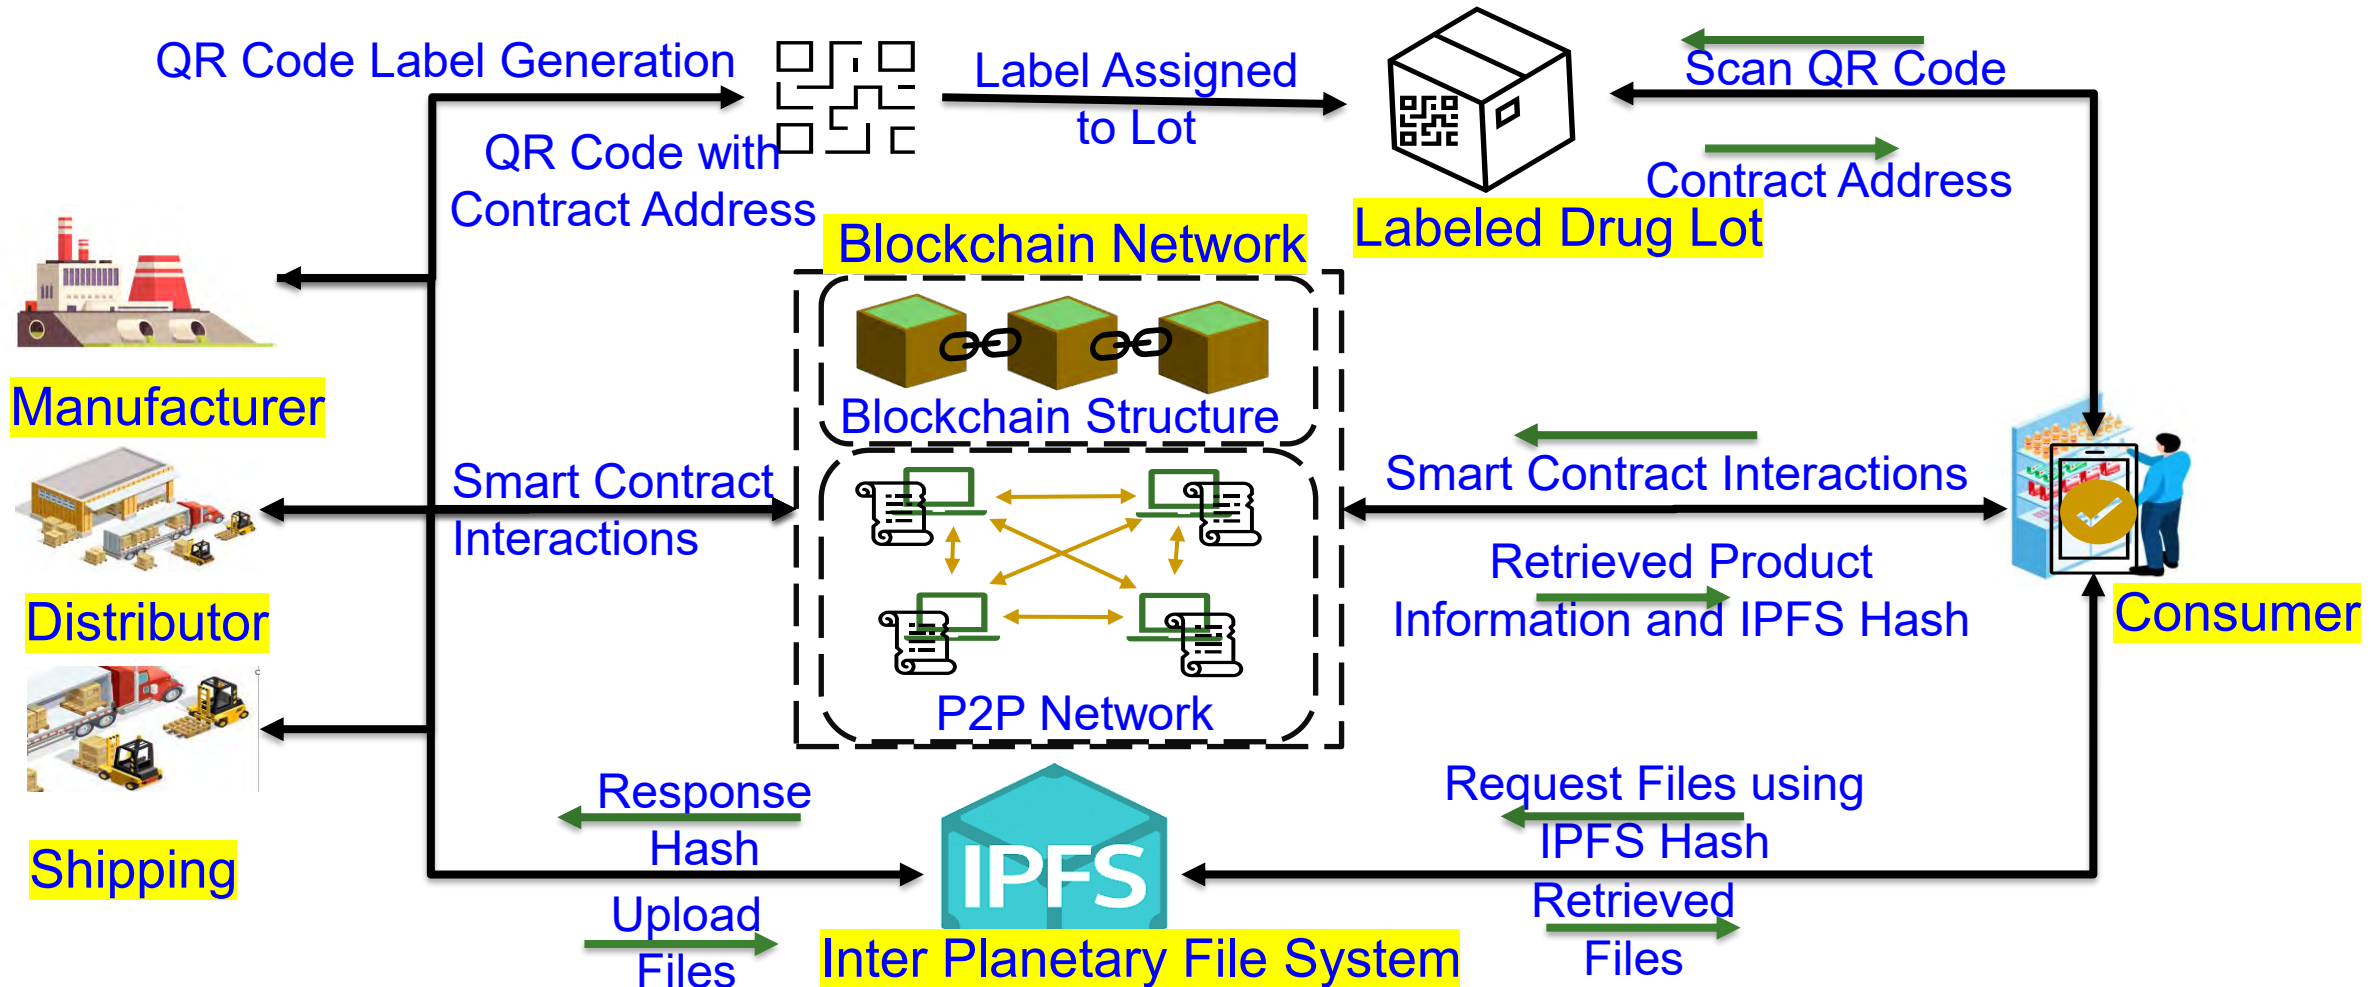 QR Code Label Generation
QR Code with
Contract Address
Label Assigned
to Lot
Scan QR Code
Contract Address
Labeled Drug Lot
Blockchain Network
Blockchain Structure
Manufacturer
Smart Contract
Interactions
Smart Contract Interactions
Retrieved Product
Information and IPFS Hash
Distributor
Consumer
P2P Network
Shipping
Response
Hash
Upload
Files
IPFS
Inter Planetary File System
Request Files using
IPFS Hash
Retrieved
Files